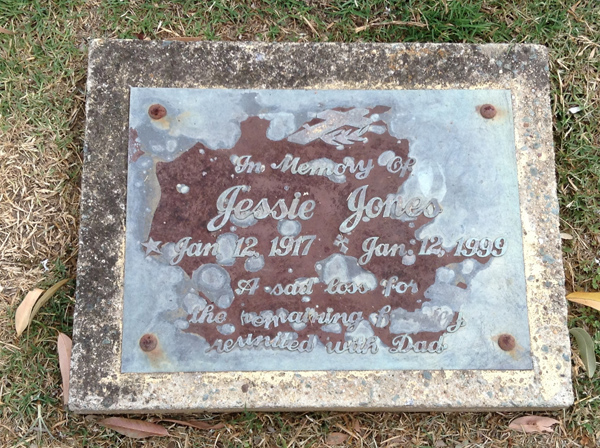 In Memory Of
Jessie Jones
Jan. 12, 1917 Jan. 12, 1999
A sad loss for
the remaining
reunited with Dad